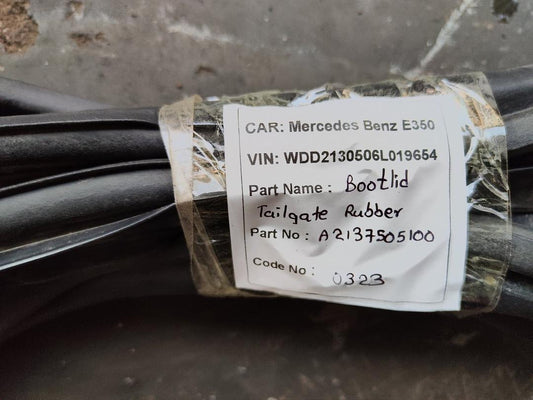 CAR: Mercedes Benz E350
VIN: WDD2130506L019654
Part Name : Bootlid
Tailgate Rubber
Part No : A2137505100
Code No : 0323